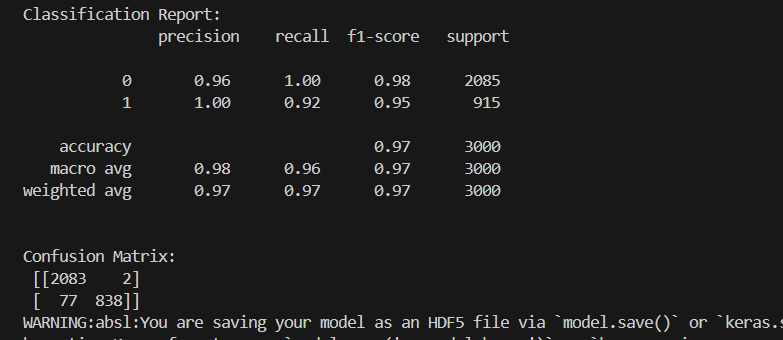 Classification Report:
precision recall f1-score support
0 0.96 1.00 0.98 2085
1 1.00 0.92 0.95 915
accuracy 0.97 3000
macro avg 0.98 0.96 0.97 3000
weighted avg 0.97 0.97 0.97 3000
Confusion Matrix:
[[2083 2]
[ 77 838]]
WARNING:absl:You are saving your model as an HDF5 file via `model.save()` or `keras.s